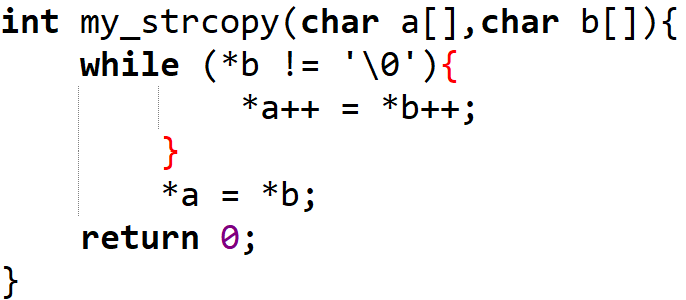 int my_strcopy(char a[],char b[]){
    while (*b != '\0'){
            *a++ = *b++;
        }
        *a = *b;
    return 0;
}